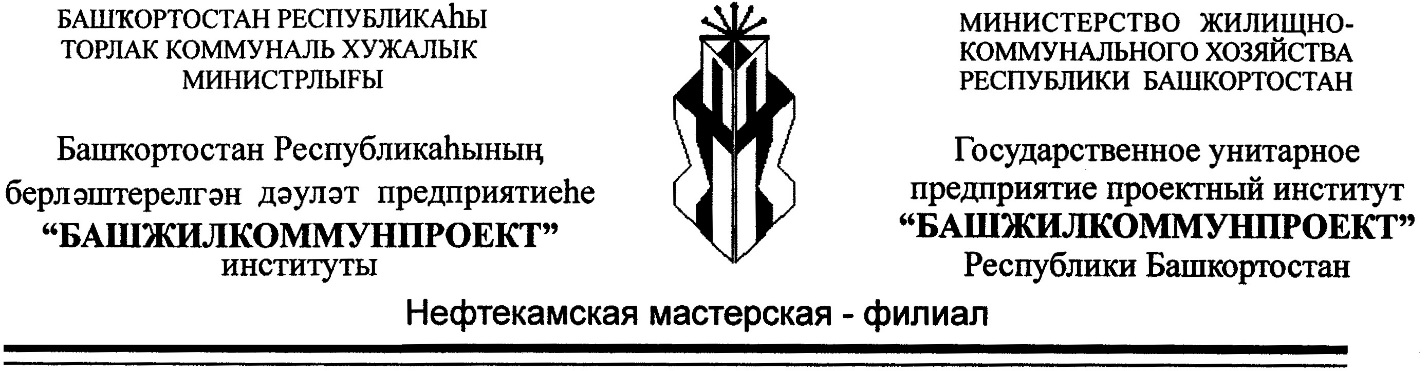 БАШҠОРТОСТАН РЕСПУБЛИКАҺЫ
ТОРЛАК КОММУНАЛЬ ХУЖАЛЫК
МИНИСТРЛЫҒЫ
Башҡортостан Республикаһының
берләштерелгән дәүләт предприятиеһе
“БАШЖИЛКОММУНПРОЕКТ”
институты
МИНИСТЕРСТВО ЖИЛИЩНО-
КОММУНАЛЬНОГО ХОЗЯЙСТВА
РЕСПУБЛИКИ БАШКОРТОСТАН
Государственное унитарное
предприятие проектный институт
“БАШЖИЛКОММУНПРОЕКТ”
Республики Башкортостан
Нефтекамская мастерская - филиал